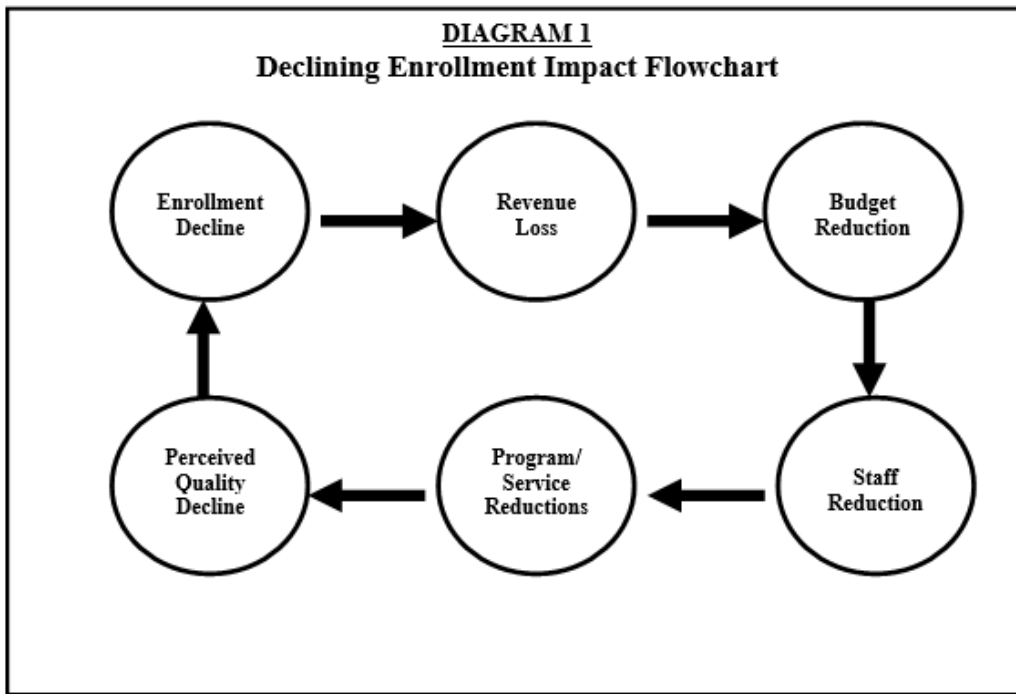 DIAGRAM 1
Declining Enrollment Impact Flowchart
Enrollment
Decline
Revenue
Loss
Budget
Reduction
Staff
Reduction
Program/
Service
Reductions
Perceived
Quality
Decline